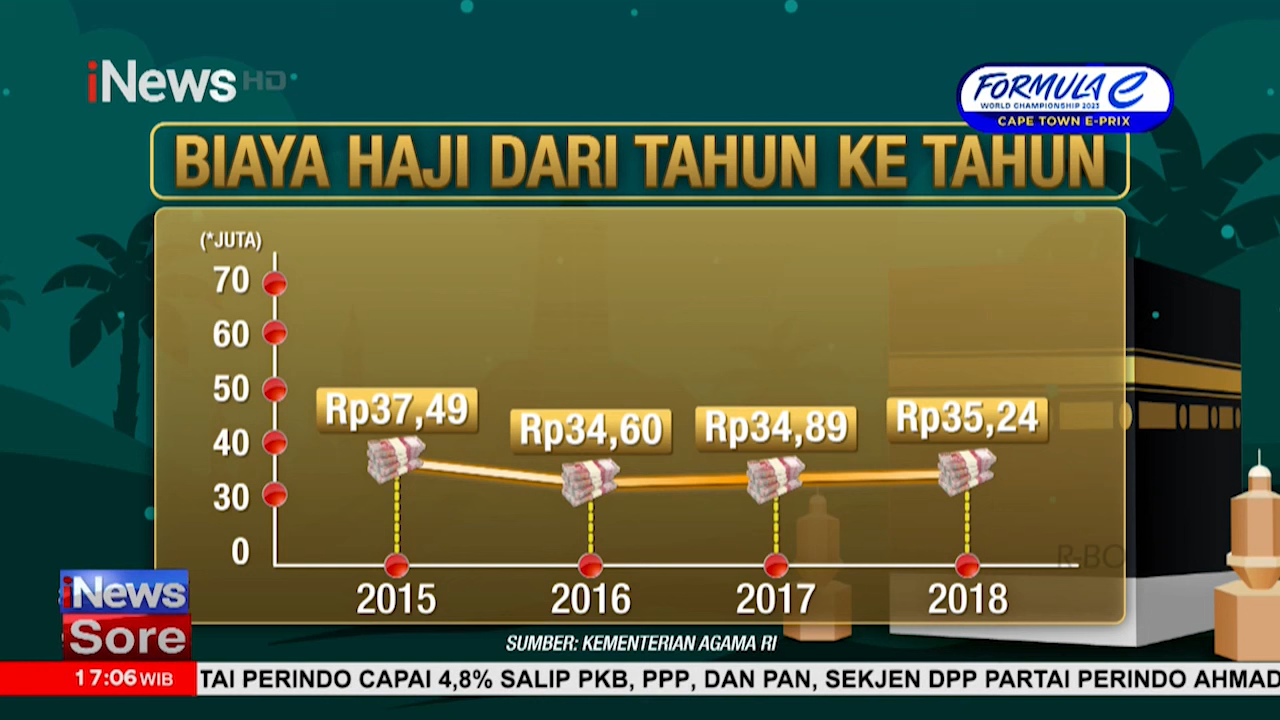 iNews HD
FORMULA e
WORLD CHAMPIONSHIP 2023
CAPE TOWN E-PRIX
BIAYA HAJI DARI TAHUN KE TAHUN
(*JUTA)
70
60
50
40
30
0
Rp37,49
Rp34,60
Rp34,89
Rp35,24
2015
2016
2017
2018
R-BO
SUMBER: KEMENTERIAN AGAMA RI
iNews
Sore
17:06 WIB
TAI PERINDO CAPAI 4,8% SALIP PKB, PPP, DAN PAN, SEKJEN DPP PARTAI PERINDO AHMAD